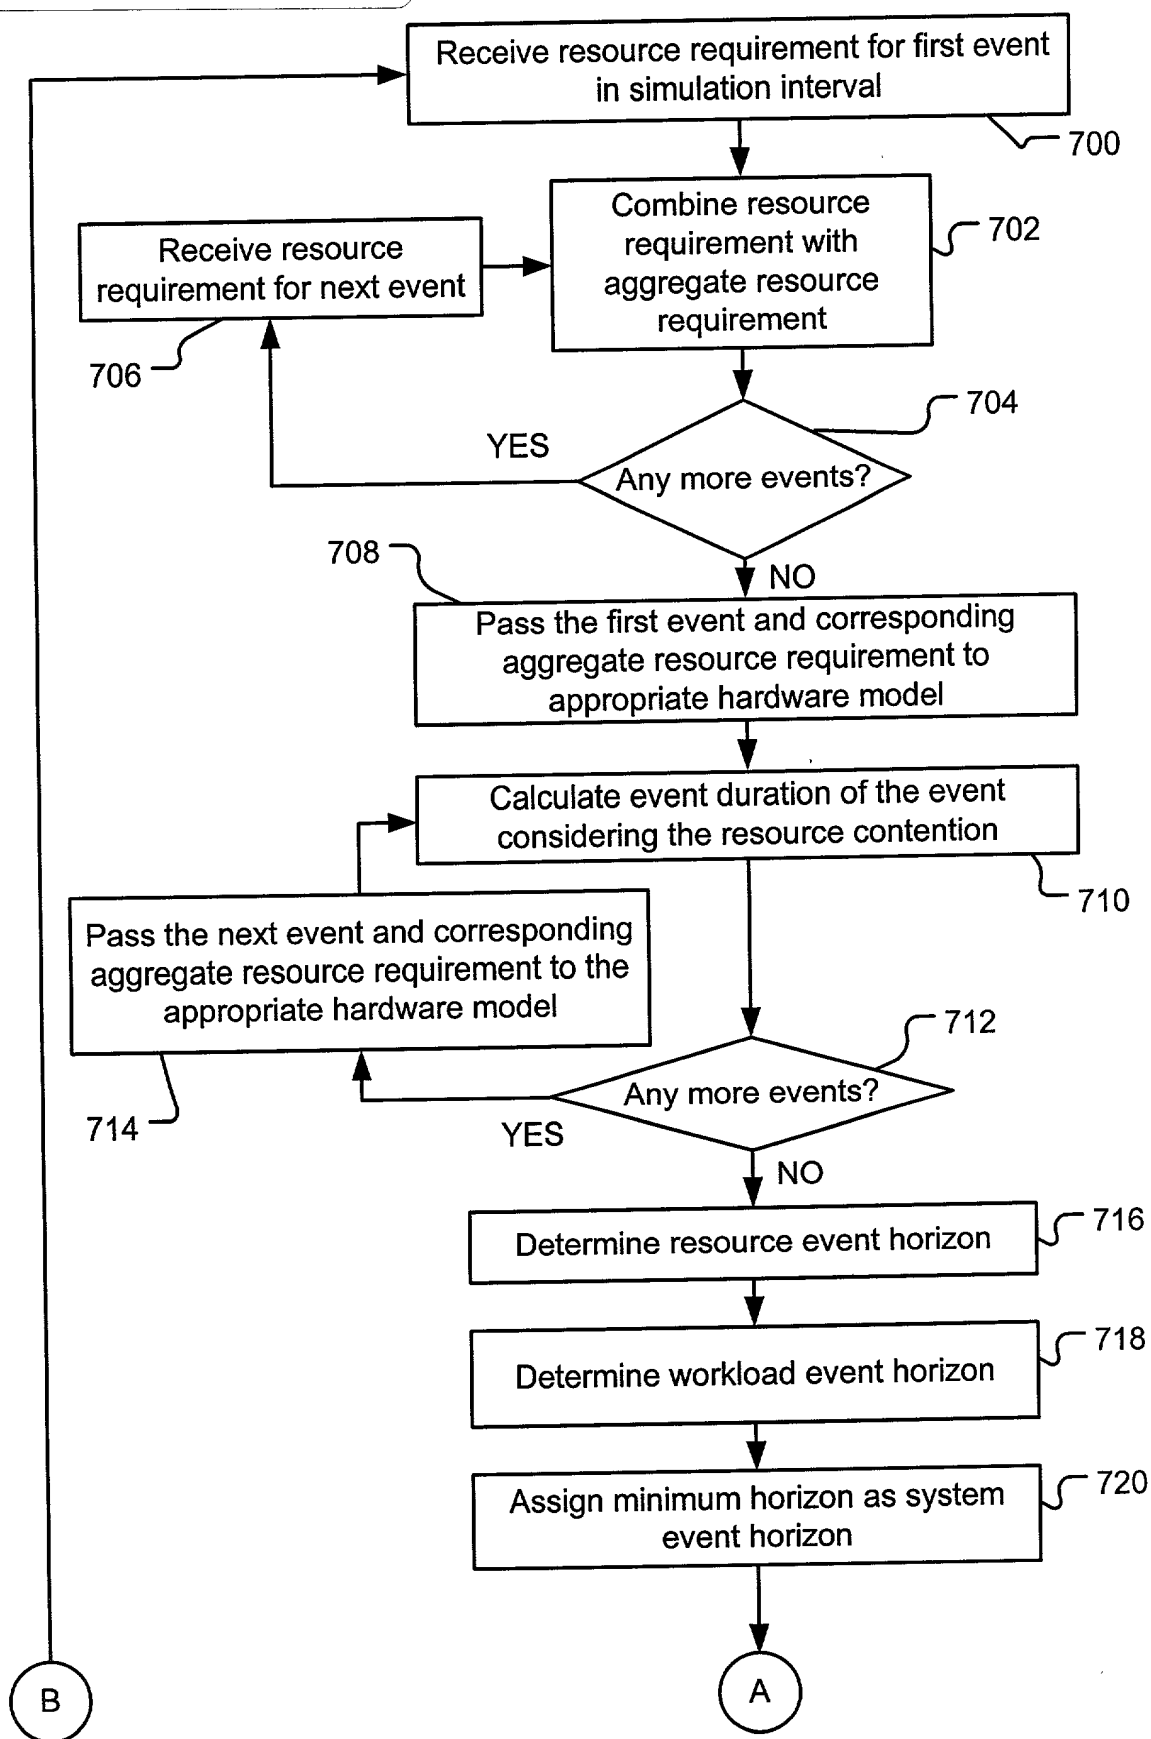 Receive resource requirement for first event
in simulation interval
700
Combine resource
requirement with
aggregate resource
requirement
702
Receive resource
requirement for next event
706
704
YES
Any more events?
708
NO
Pass the first event and corresponding
aggregate resource requirement to
appropriate hardware model
Calculate event duration of the event
considering the resource contention
710
Pass the next event and corresponding
aggregate resource requirement to the
appropriate hardware model
712
Any more events?
714
YES
NO
Determine resource event horizon
716
Determine workload event horizon
718
Assign minimum horizon as system
event horizon
720
B
A